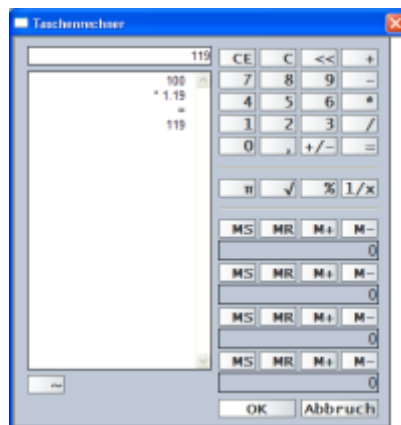 Taschenrechner
119
100
* 1.19
=
119
CE C << +
7 8 9 -
4 5 6 *
1 2 3 /
0 , +/- =
π √ % 1/x
MS MR M+ M-
0
MS MR M+ M-
0
MS MR M+ M-
0
MS MR M+ M-
0
~
OK Abbruch